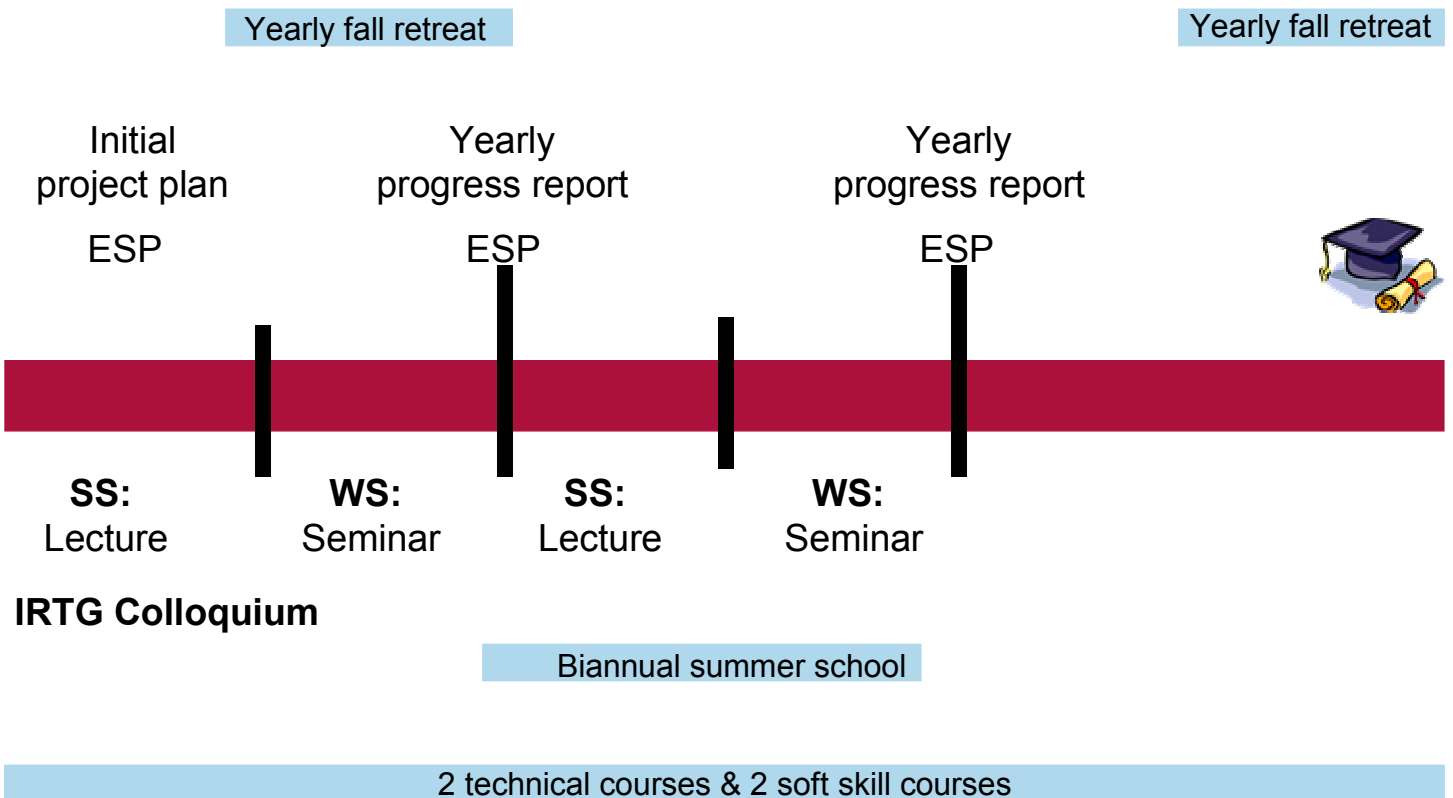 Yearly fall retreat
Yearly fall retreat
Initial
project plan
ESP
Yearly
progress report
ESP
Yearly
progress report
ESP
SS:
Lecture
WS:
Seminar
SS:
Lecture
WS:
Seminar
IRTG Colloquium
Biannual summer school
2 technical courses & 2 soft skill courses